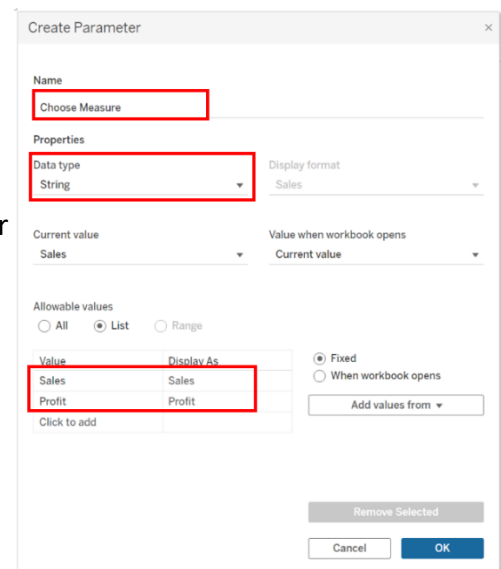 Create Parameter ×
Name
Choose Measure
Properties
Data type Display format
String Sales
r
Current value Value when workbook opens
Sales Current value
Allowable values
All List Range
Value Display As Fixed
Sales Sales When workbook opens
Profit Profit Add values from
Click to add
Remove Selected
Cancel OK